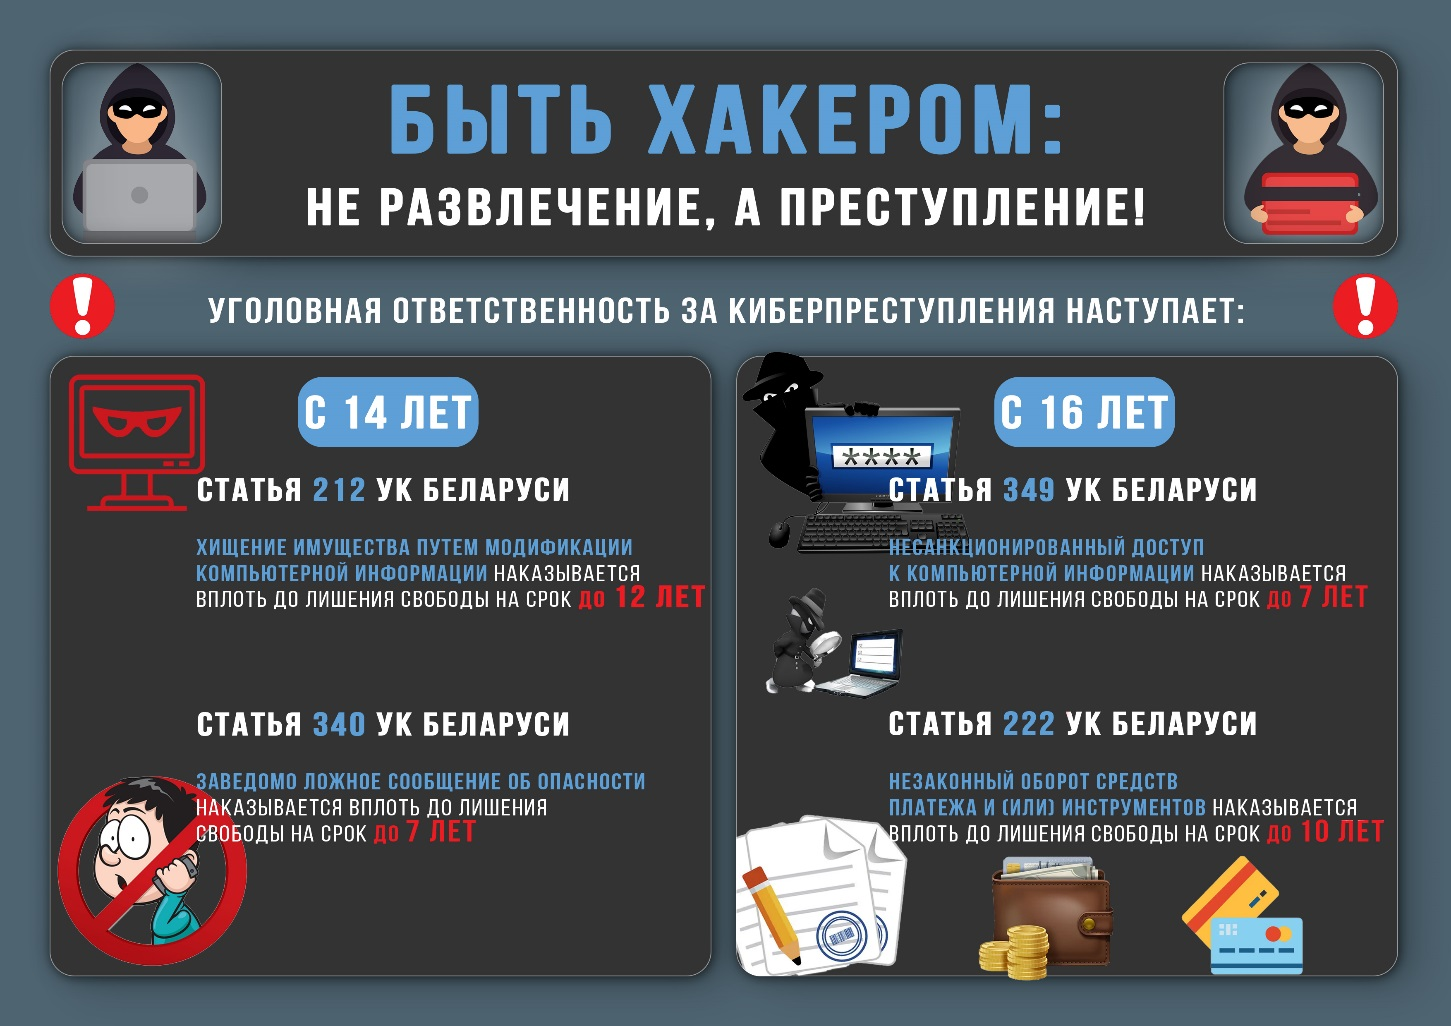 БЫТЬ ХАКЕРОМ:
НЕ РАЗВЛЕЧЕНИЕ, А ПРЕСТУПЛЕНИЕ!
УГОЛОВНАЯ ОТВЕТСТВЕННОСТЬ ЗА КИБЕРПРЕСТУПЛЕНИЯ НАСТУПАЕТ:
С 14 ЛЕТ
СТАТЬЯ 212 УК БЕЛАРУСИ
ХИЩЕНИЕ ИМУЩЕСТВА ПУТЕМ МОДИФИКАЦИИ
КОМПЬЮТЕРНОЙ ИНФОРМАЦИИ НАКАЗЫВАЕТСЯ
ВПЛОТЬ ДО ЛИШЕНИЯ СВОБОДЫ НА СРОК ДО 12 ЛЕТ
СТАТЬЯ 340 УК БЕЛАРУСИ
ЗАВЕДОМО ЛОЖНОЕ СООБЩЕНИЕ ОБ ОПАСНОСТИ
НАКАЗЫВАЕТСЯ ВПЛОТЬ ДО ЛИШЕНИЯ
СВОБОДЫ НА СРОК ДО 7 ЛЕТ
С 16 ЛЕТ
****
СТАТЬЯ 349 УК БЕЛАРУСИ
НЕСАНКЦИОНИРОВАННЫЙ ДОСТУП
К КОМПЬЮТЕРНОЙ ИНФОРМАЦИИ НАКАЗЫВАЕТСЯ
ВПЛОТЬ ДО ЛИШЕНИЯ СВОБОДЫ НА СРОК ДО 7 ЛЕТ
СТАТЬЯ 222 УК БЕЛАРУСИ
НЕЗАКОННЫЙ ОБОРОТ СРЕДСТВ
ПЛАТЕЖА И (ИЛИ) ИНСТРУМЕНТОВ НАКАЗЫВАЕТСЯ
ВПЛОТЬ ДО ЛИШЕНИЯ СВОБОДЫ НА СРОК ДО 10 ЛЕТ